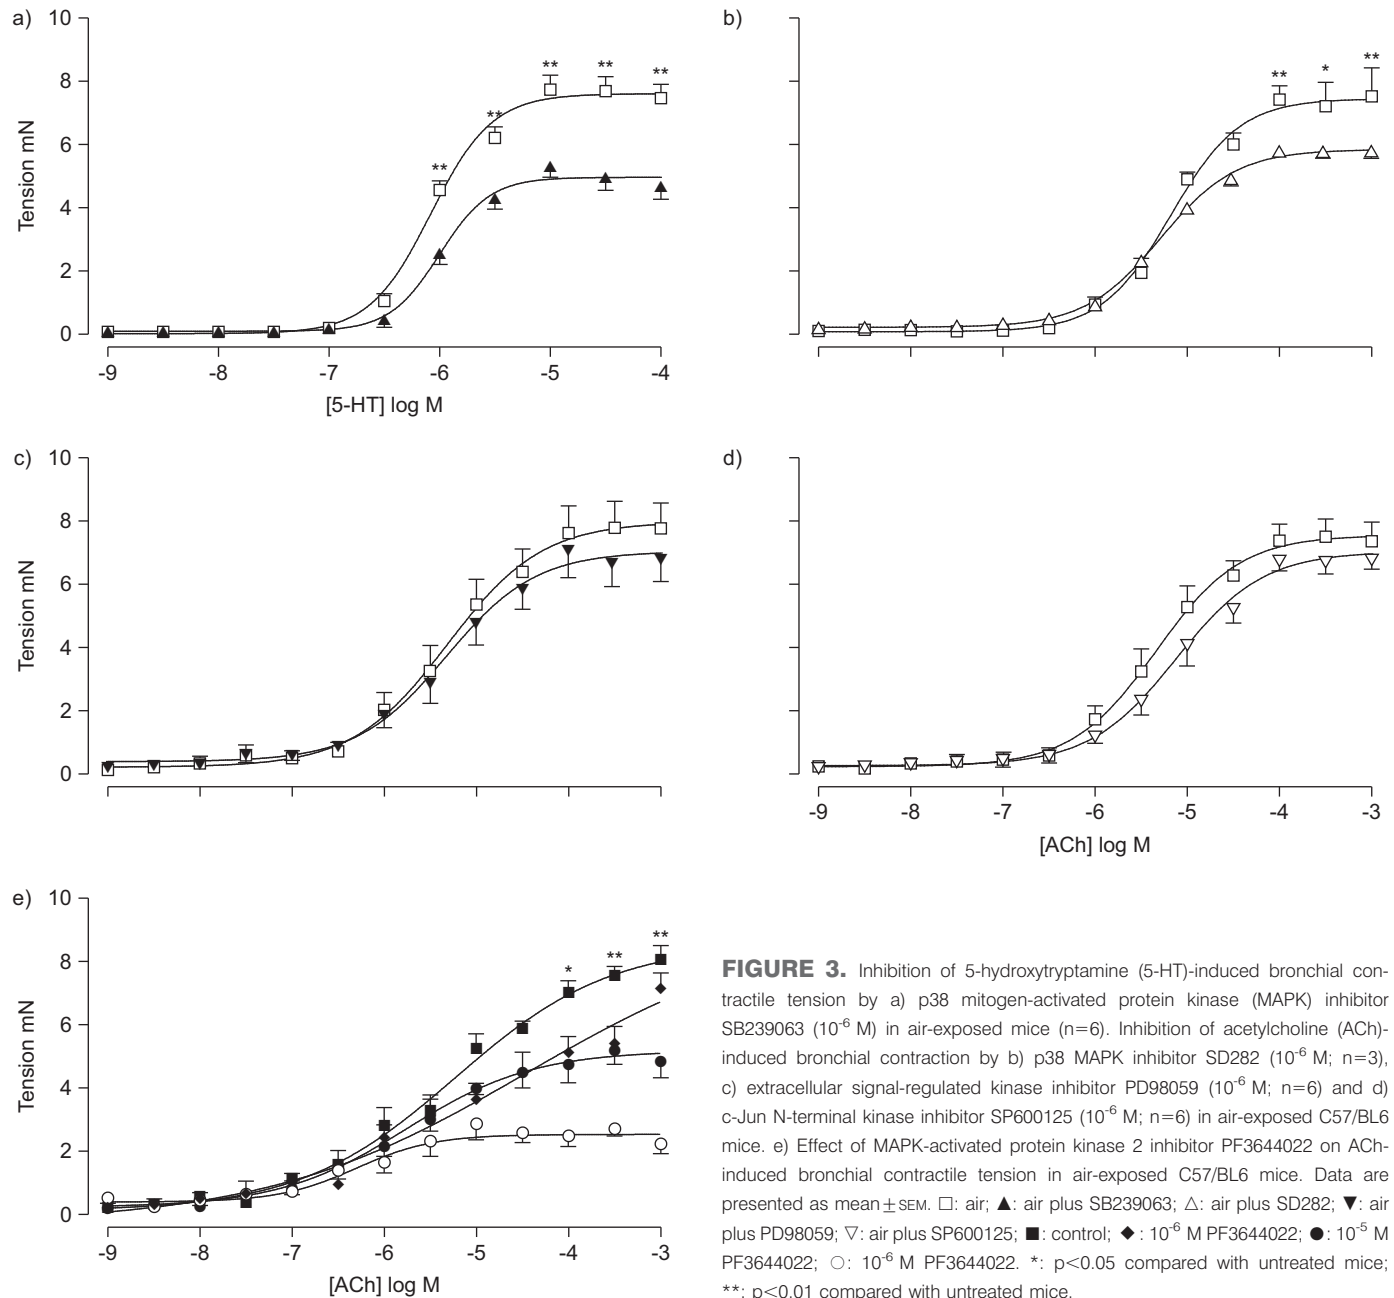 a)
10
8
6
4
2
0
Tension mN
** ** ** ** **
-9 -8 -7 -6 -5 -4
[5-HT] log M
b)
** * **
c)
10
8
6
4
2
0
Tension mN
d)
-9 -8 -7 -6 -5 -4 -3
[ACh] log M
e)
10
8
6
4
2
0
Tension mN
* ** **
-9 -8 -7 -6 -5 -4 -3
[ACh] log M
FIGURE 3. Inhibition of 5-hydroxytryptamine (5-HT)-induced bronchial con-
tractile tension by a) p38 mitogen-activated protein kinase (MAPK) inhibitor
SB239063 (10⁻⁶ M) in air-exposed mice (n=6). Inhibition of acetylcholine (ACh)-
induced bronchial contraction by b) p38 MAPK inhibitor SD282 (10⁻⁶ M; n=3),
c) extracellular signal-regulated kinase inhibitor PD98059 (10⁻⁶ M; n=6) and d)
c-Jun N-terminal kinase inhibitor SP600125 (10⁻⁶ M; n=6) in air-exposed C57/BL6
mice. e) Effect of MAPK-activated protein kinase 2 inhibitor PF3644022 on ACh-
induced bronchial contractile tension in air-exposed C57/BL6 mice. Data are
presented as mean±SEM. □: air; ▲: air plus SB239063; △: air plus SD282; ▼: air
plus PD98059; ▽: air plus SP600125; ■: control; ◆: 10⁻⁶ M PF3644022; ●: 10⁻⁵ M
PF3644022; ○: 10⁻⁶ M PF3644022. *: p<0.05 compared with untreated mice;
**: p<0.01 compared with untreated mice.